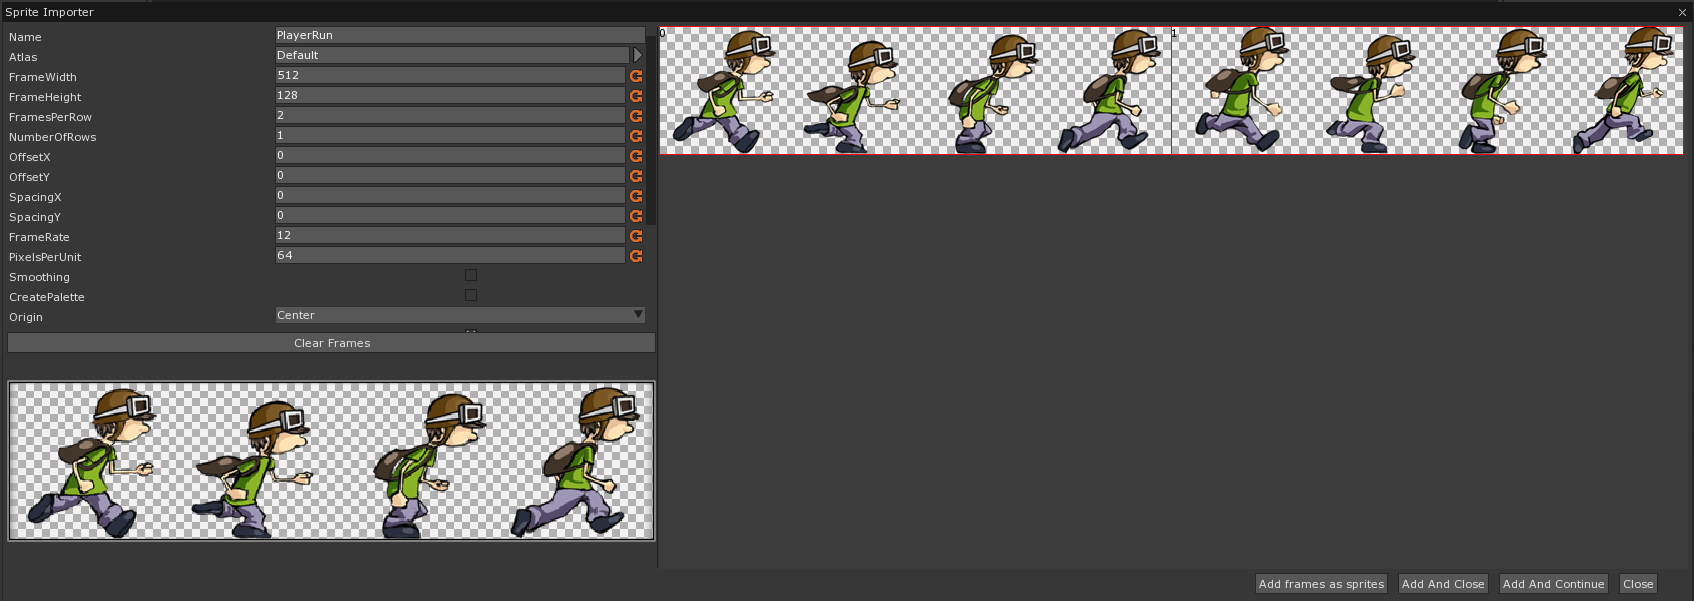 Sprite Importer
Name PlayerRun
Atlas Default
FrameWidth 512
FrameHeight 128
FramesPerRow 2
NumberOfRows 1
OffsetX 0
OffsetY 0
SpacingX 0
SpacingY 0
FrameRate 12
PixelsPerUnit 64
Smoothing
CreatePalette
Origin Center
Clear Frames
0
1
Add frames as sprites Add And Close Add And Continue Close